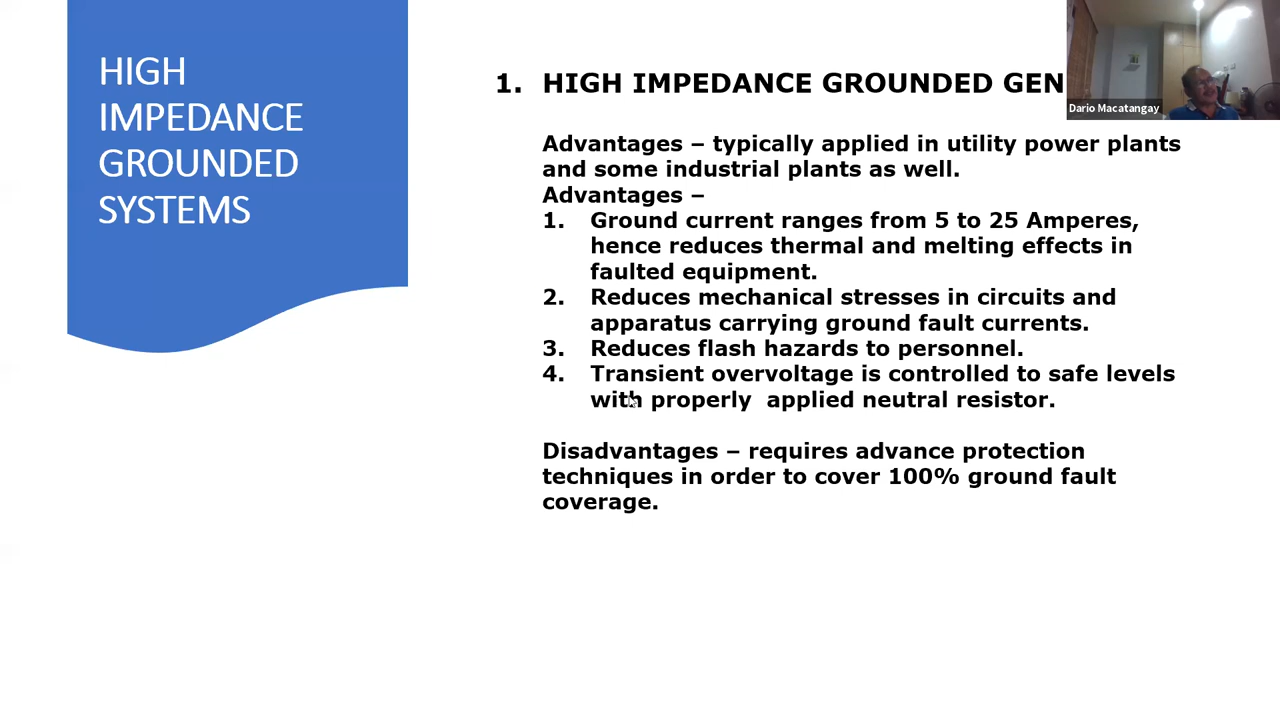 HIGH
IMPEDANCE
GROUNDED
SYSTEMS
1. HIGH IMPEDANCE GROUNDED GEN
Dario Macatangay
Advantages – typically applied in utility power plants
and some industrial plants as well.
Advantages –
1. Ground current ranges from 5 to 25 Amperes,
hence reduces thermal and melting effects in
faulted equipment.
2. Reduces mechanical stresses in circuits and
apparatus carrying ground fault currents.
3. Reduces flash hazards to personnel.
4. Transient overvoltage is controlled to safe levels
with properly  applied neutral resistor.
Disadvantages – requires advance protection
techniques in order to cover 100% ground fault
coverage.